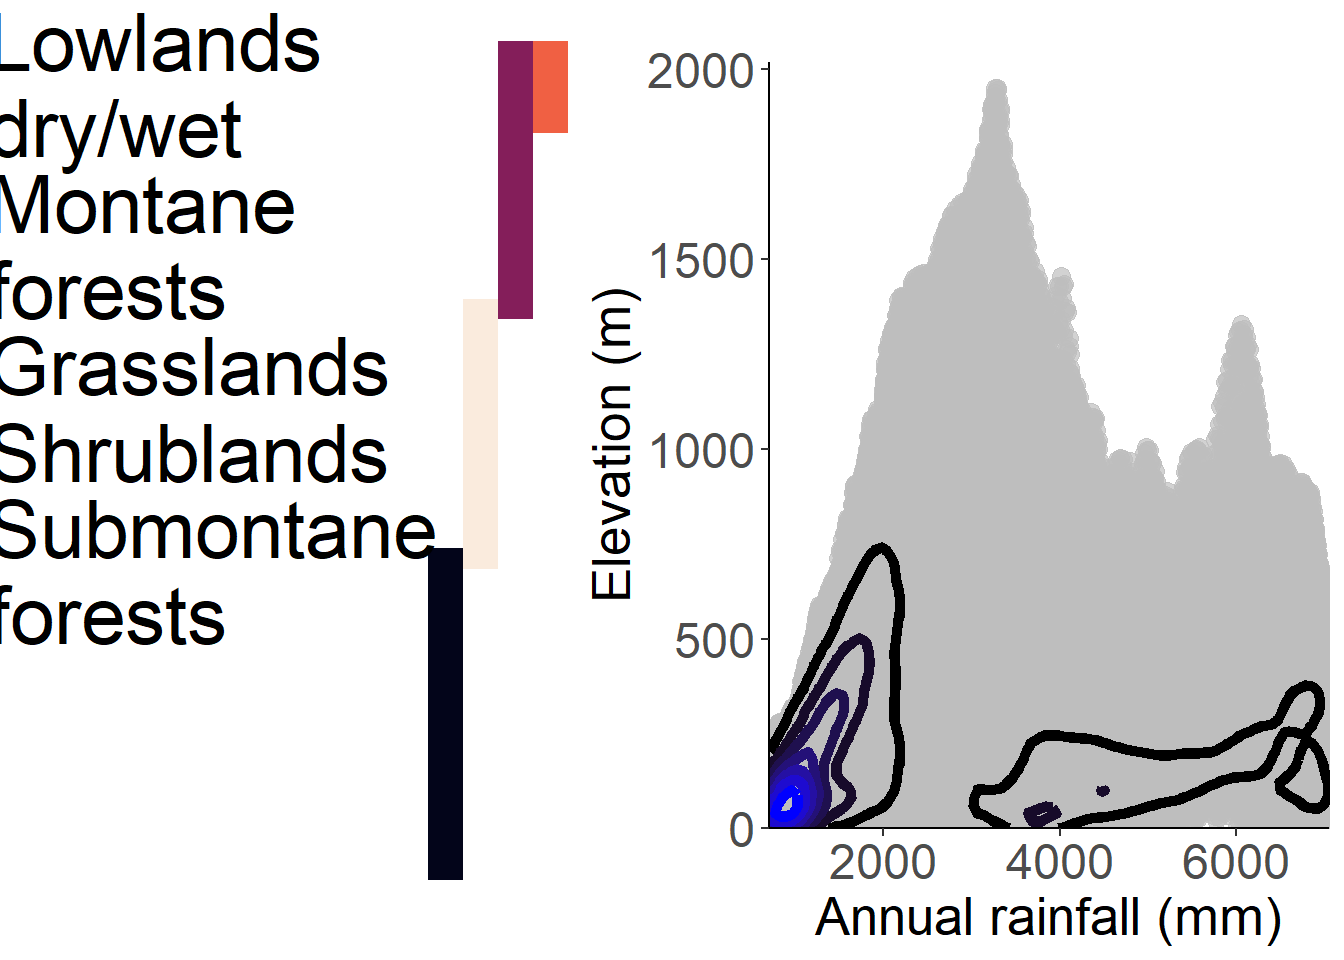 Lowlands
dry/wet
Montane
forests
Grasslands
Shrublands
Submontane
forests
Elevation (m)
2000
1500
1000
500
0
2000 4000 6000
Annual rainfall (mm)